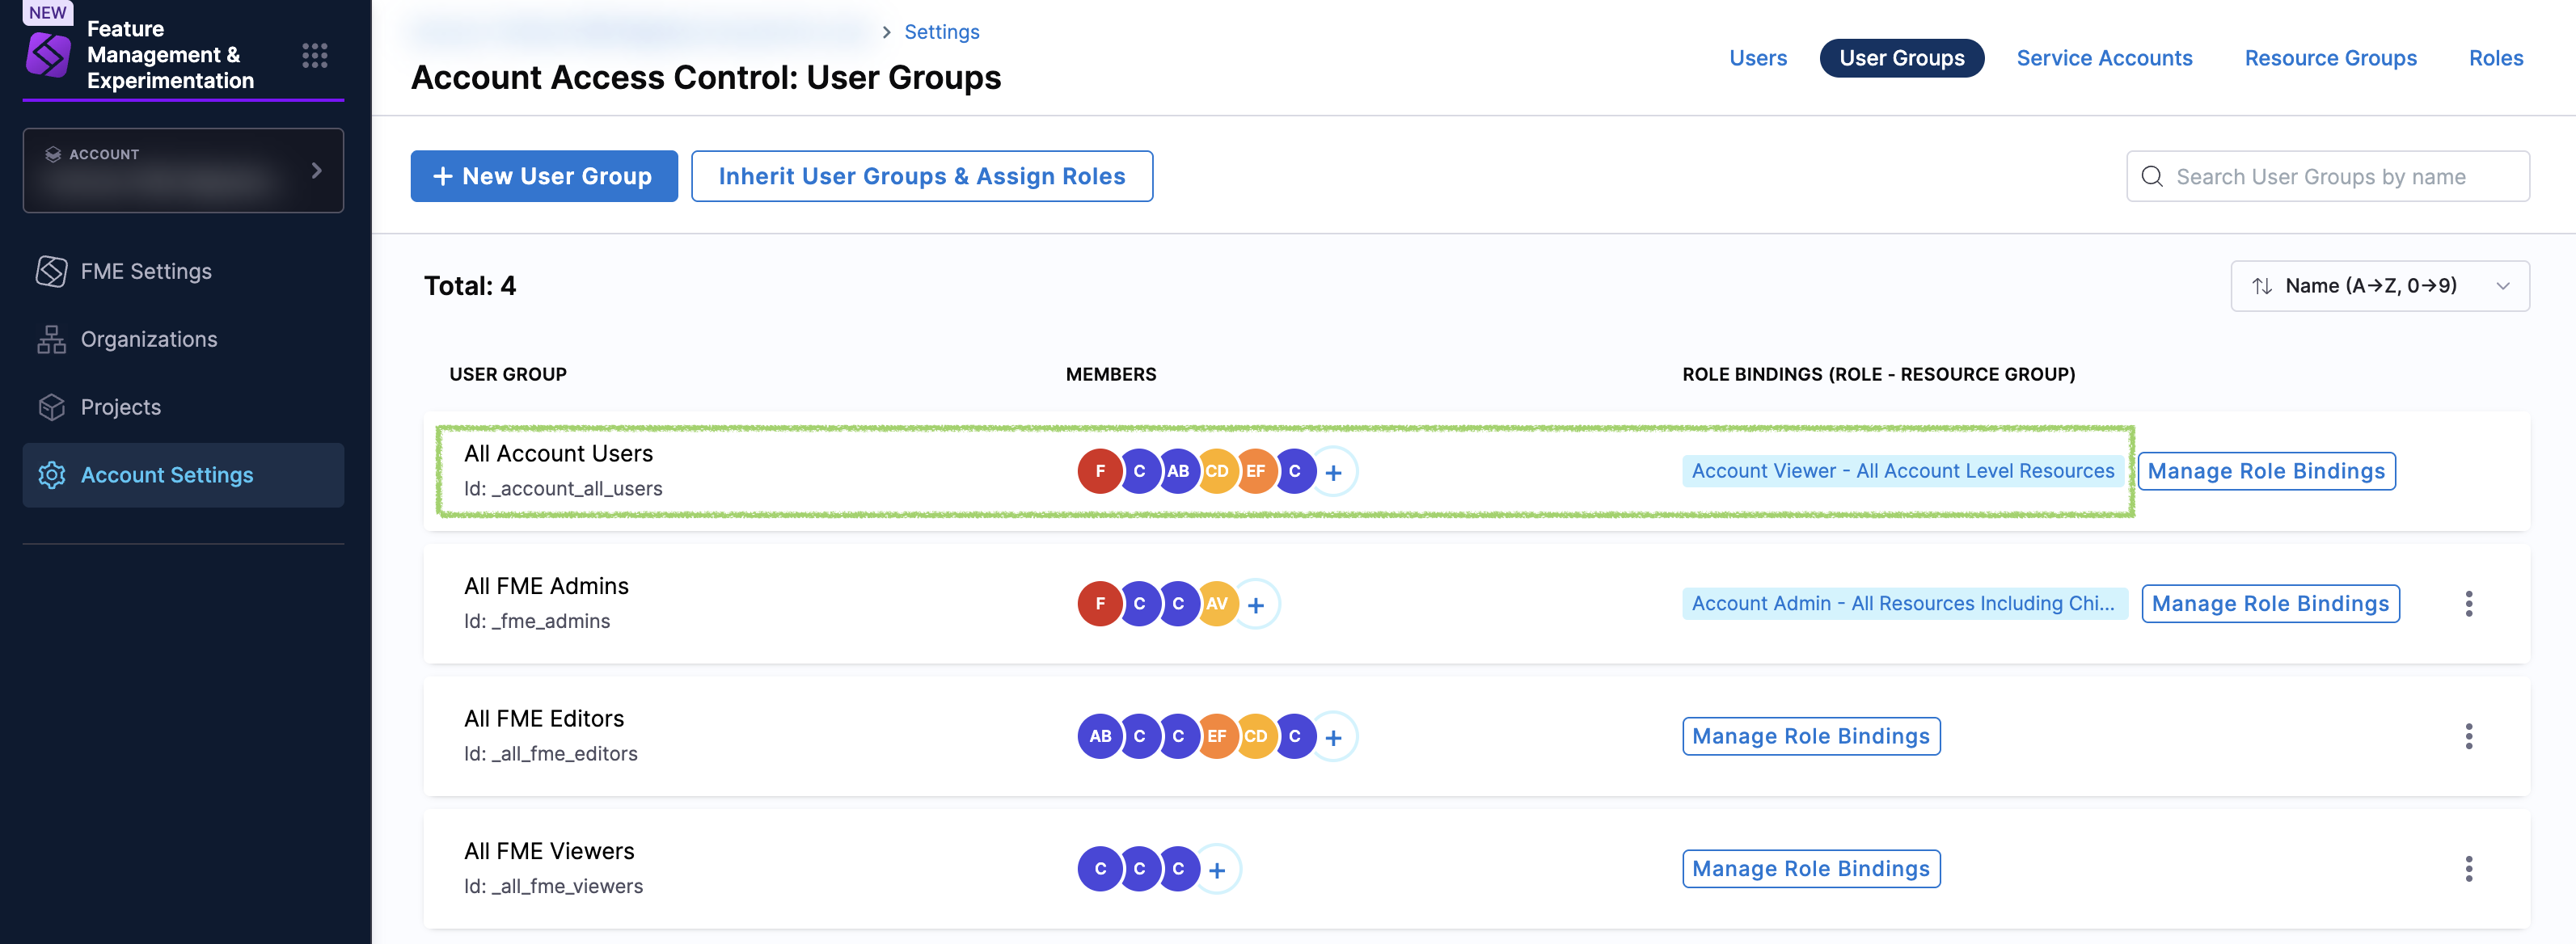 NEW
Feature
Management &
Experimentation
ACCOUNT
FME Settings
Organizations
Projects
Account Settings
> Settings
Account Access Control: User Groups
Users User Groups Service Accounts Resource Groups Roles
+ New User Group Inherit User Groups & Assign Roles Search User Groups by name
Total: 4 Name (A→Z, 0→9)
USER GROUP MEMBERS ROLE BINDINGS (ROLE - RESOURCE GROUP)
All Account Users
Id: _account_all_users
F C AB CD EF C +
Account Viewer - All Account Level Resources Manage Role Bindings
All FME Admins
Id: _fme_admins
F C C AV +
Account Admin - All Resources Including Chi... Manage Role Bindings
All FME Editors
Id: _all_fme_editors
AB C C EF CD C +
Manage Role Bindings
All FME Viewers
Id: _all_fme_viewers
C C C +
Manage Role Bindings